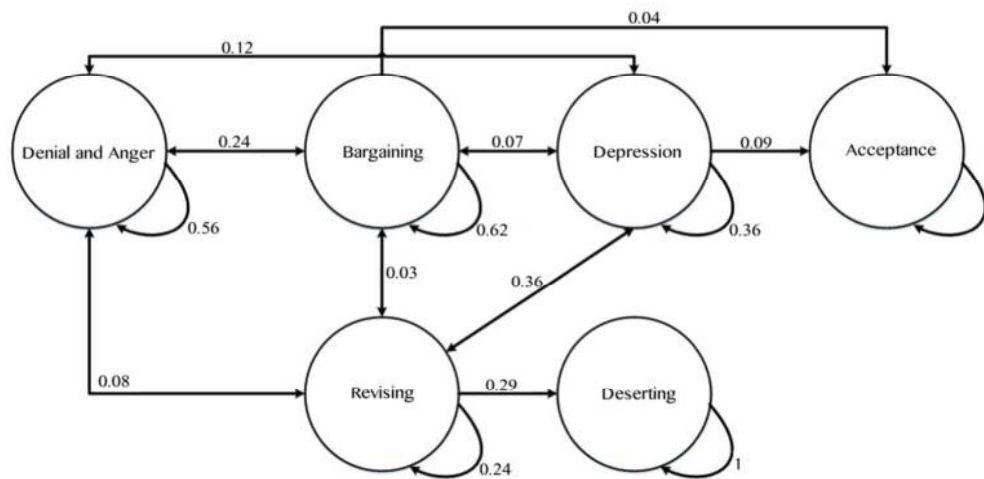 0.04
0.12
Denial and Anger
0.24
Bargaining
0.07
Depression
0.09
Acceptance
0.56
0.62
0.36
0.03
0.36
0.08
Revising
0.29
Deserting
0.24
1